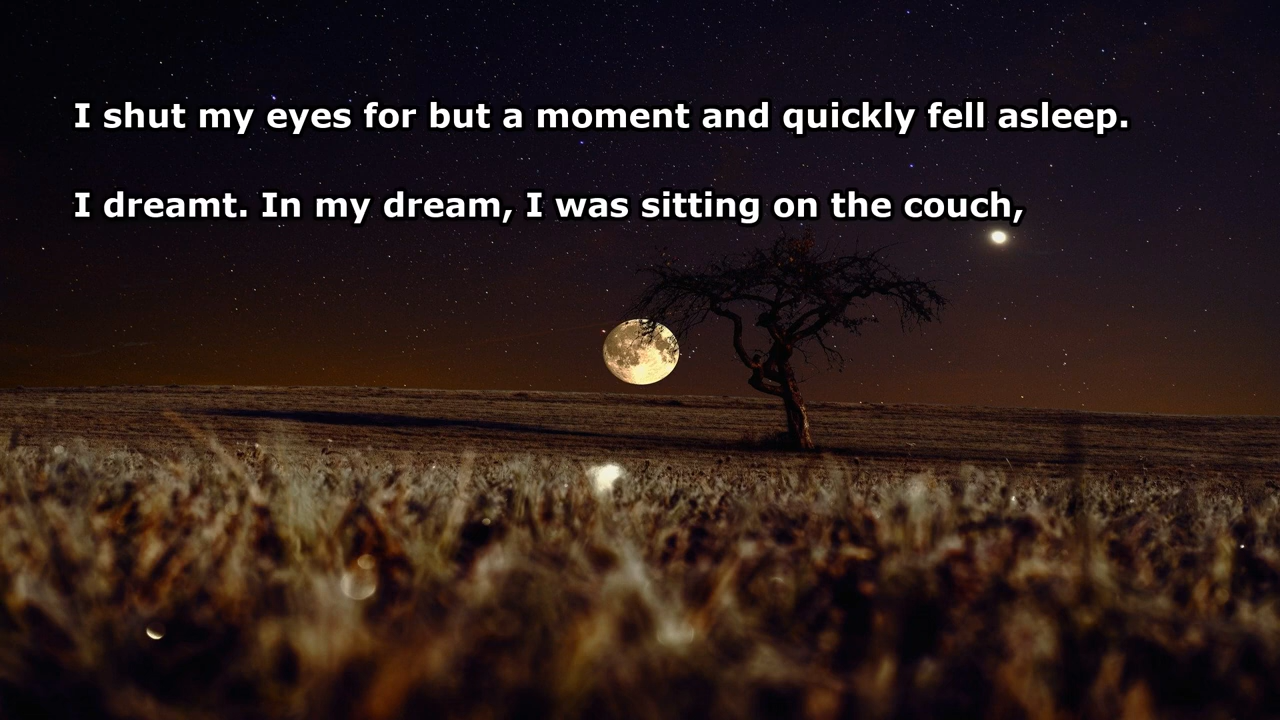 I shut my eyes for but a moment and quickly fell asleep.
I dreamt. In my dream, I was sitting on the couch,